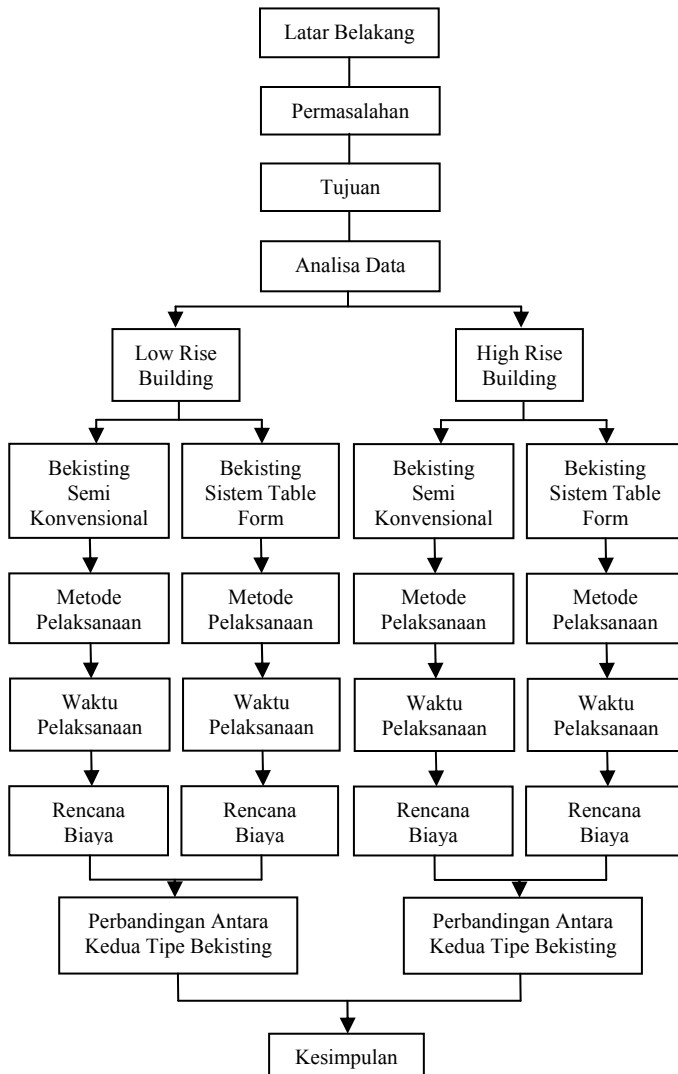 Latar Belakang
Permasalahan
Tujuan
Analisa Data
Low Rise
Building
High Rise
Building
Bekisting
Semi
Konvensional
Bekisting
Sistem Table
Form
Bekisting
Semi
Konvensional
Bekisting
Sistem Table
Form
Metode
Pelaksanaan
Metode
Pelaksanaan
Metode
Pelaksanaan
Metode
Pelaksanaan
Waktu
Pelaksanaan
Waktu
Pelaksanaan
Waktu
Pelaksanaan
Waktu
Pelaksanaan
Rencana
Biaya
Rencana
Biaya
Rencana
Biaya
Rencana
Biaya
Perbandingan Antara
Kedua Tipe Bekisting
Perbandingan Antara
Kedua Tipe Bekisting
Kesimpulan